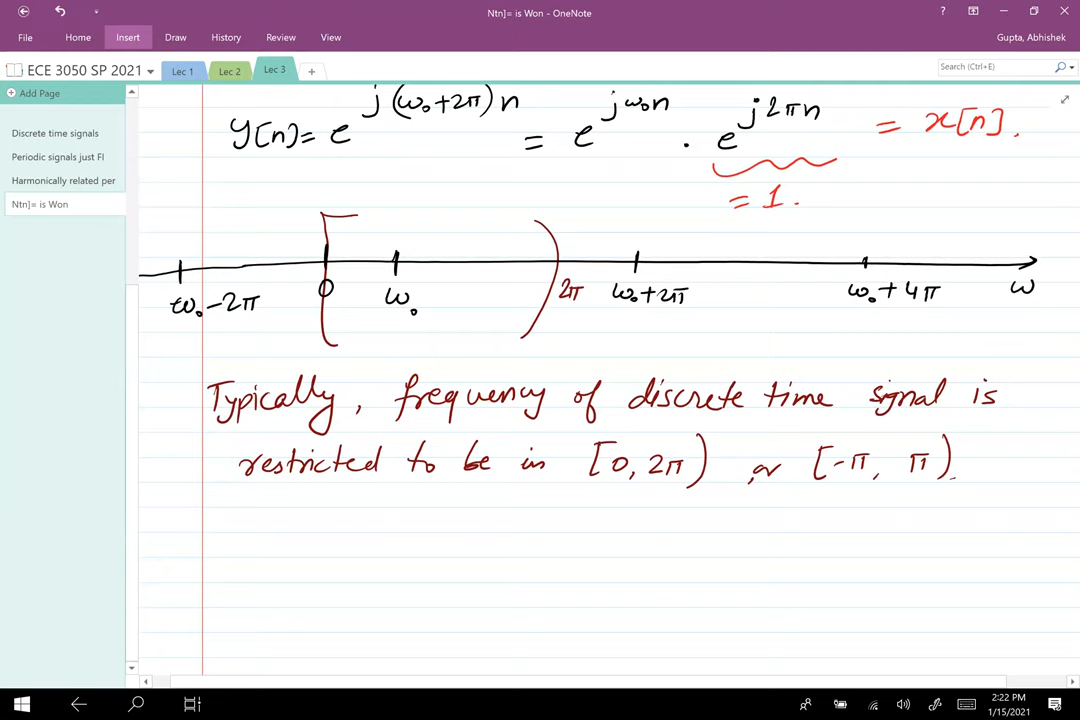 Ntn]= is Won - OneNote
? 
File Home Insert Draw History Review View Gupta, Abhishek
ECE 3050 SP 2021 Lec 1 Lec 2 Lec 3 + Search (Ctrl+E)
Add Page
Discrete time signals
Periodic signals just FI
Harmonically related per
Ntn]= is Won
y[n] = e^j(ω₀+2π)n = e^jω₀n . e^j2πn = x[n].
= 1.
ω₀-2π 0 ω₀ 2π ω₀+2π ω₀+4π ω
Typically, frequency of discrete time signal is
restricted to be in [0, 2π) or [-π, π).
2:22 PM
1/15/2021